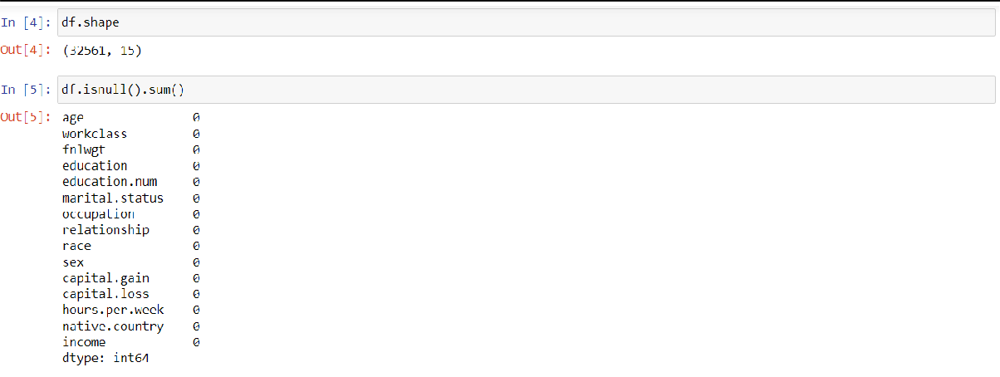 In [4]: df.shape
Out[4]: (32561, 15)
In [5]: df.isnull().sum()
Out[5]: age 0
workclass 0
fnlwgt 0
education 0
education.num 0
marital.status 0
occupation 0
relationship 0
race 0
sex 0
capital.gain 0
capital.loss 0
hours.per.week 0
native.country 0
income 0
dtype: int64